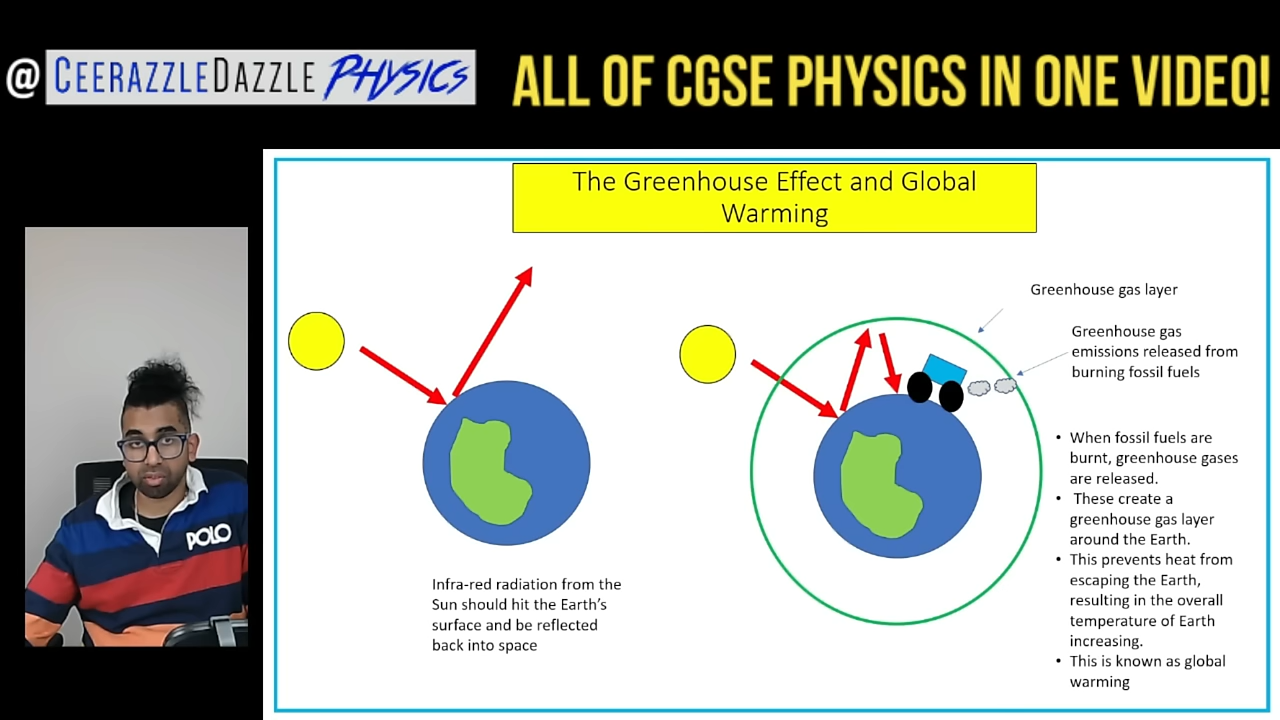 @ CEERAZZLEDAZZLE PHYSICS
ALL OF CGSE PHYSICS IN ONE VIDEO!
The Greenhouse Effect and Global
Warming
Greenhouse gas layer
Greenhouse gas
emissions released from
burning fossil fuels
• When fossil fuels are
burnt, greenhouse gases
are released.
• These create a
greenhouse gas layer
around the Earth.
• This prevents heat from
escaping the Earth,
resulting in the overall
temperature of Earth
increasing.
• This is known as global
warming
Infra-red radiation from the
Sun should hit the Earth's
surface and be reflected
back into space
POLO